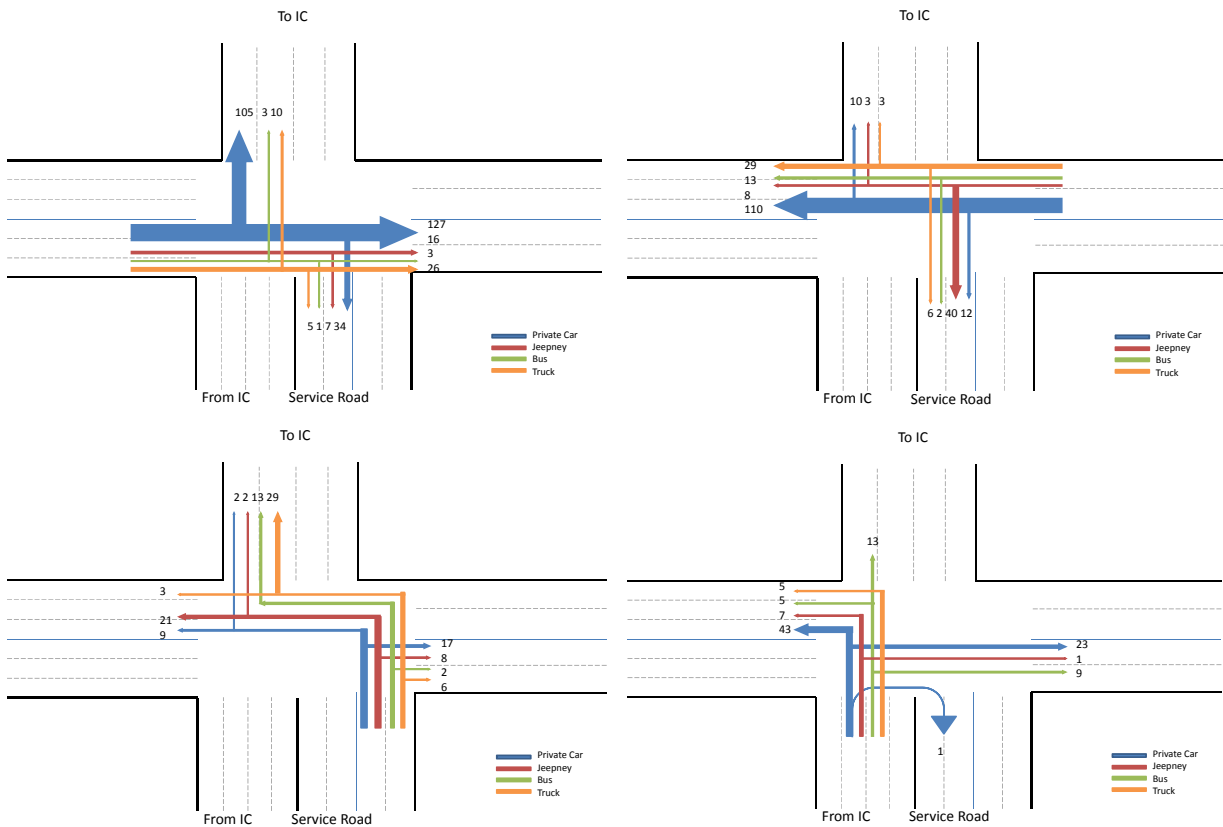 To IC
105 3 10
127
16
3
26
5 1 7 34
Private Car
Jeepney
Bus
Truck
From IC Service Road
To IC
10 3 3
29
13
8
110
6 2 40 12
Private Car
Jeepney
Bus
Truck
From IC Service Road
To IC
2 2 13 29
3
21
9
17
8
2
6
Private Car
Jeepney
Bus
Truck
From IC Service Road
To IC
13
5
5
7
43
23
1
9
1
Private Car
Jeepney
Bus
Truck
From IC Service Road